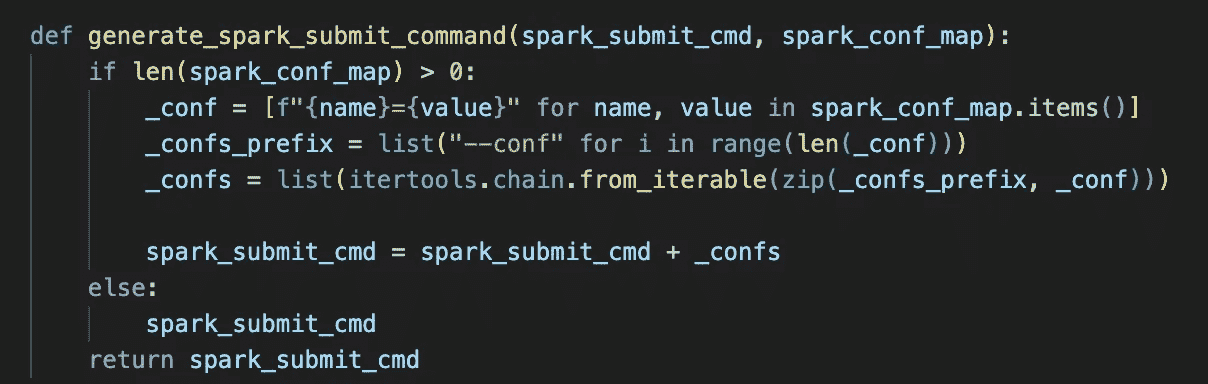 def generate_spark_submit_command(spark_submit_cmd, spark_conf_map):
    if len(spark_conf_map) > 0:
        _conf = [f"{name}={value}" for name, value in spark_conf_map.items()]
        _confs_prefix = list("--conf" for i in range(len(_conf)))
        _confs = list(itertools.chain.from_iterable(zip(_confs_prefix, _conf)))

        spark_submit_cmd = spark_submit_cmd + _confs
    else:
        spark_submit_cmd
    return spark_submit_cmd